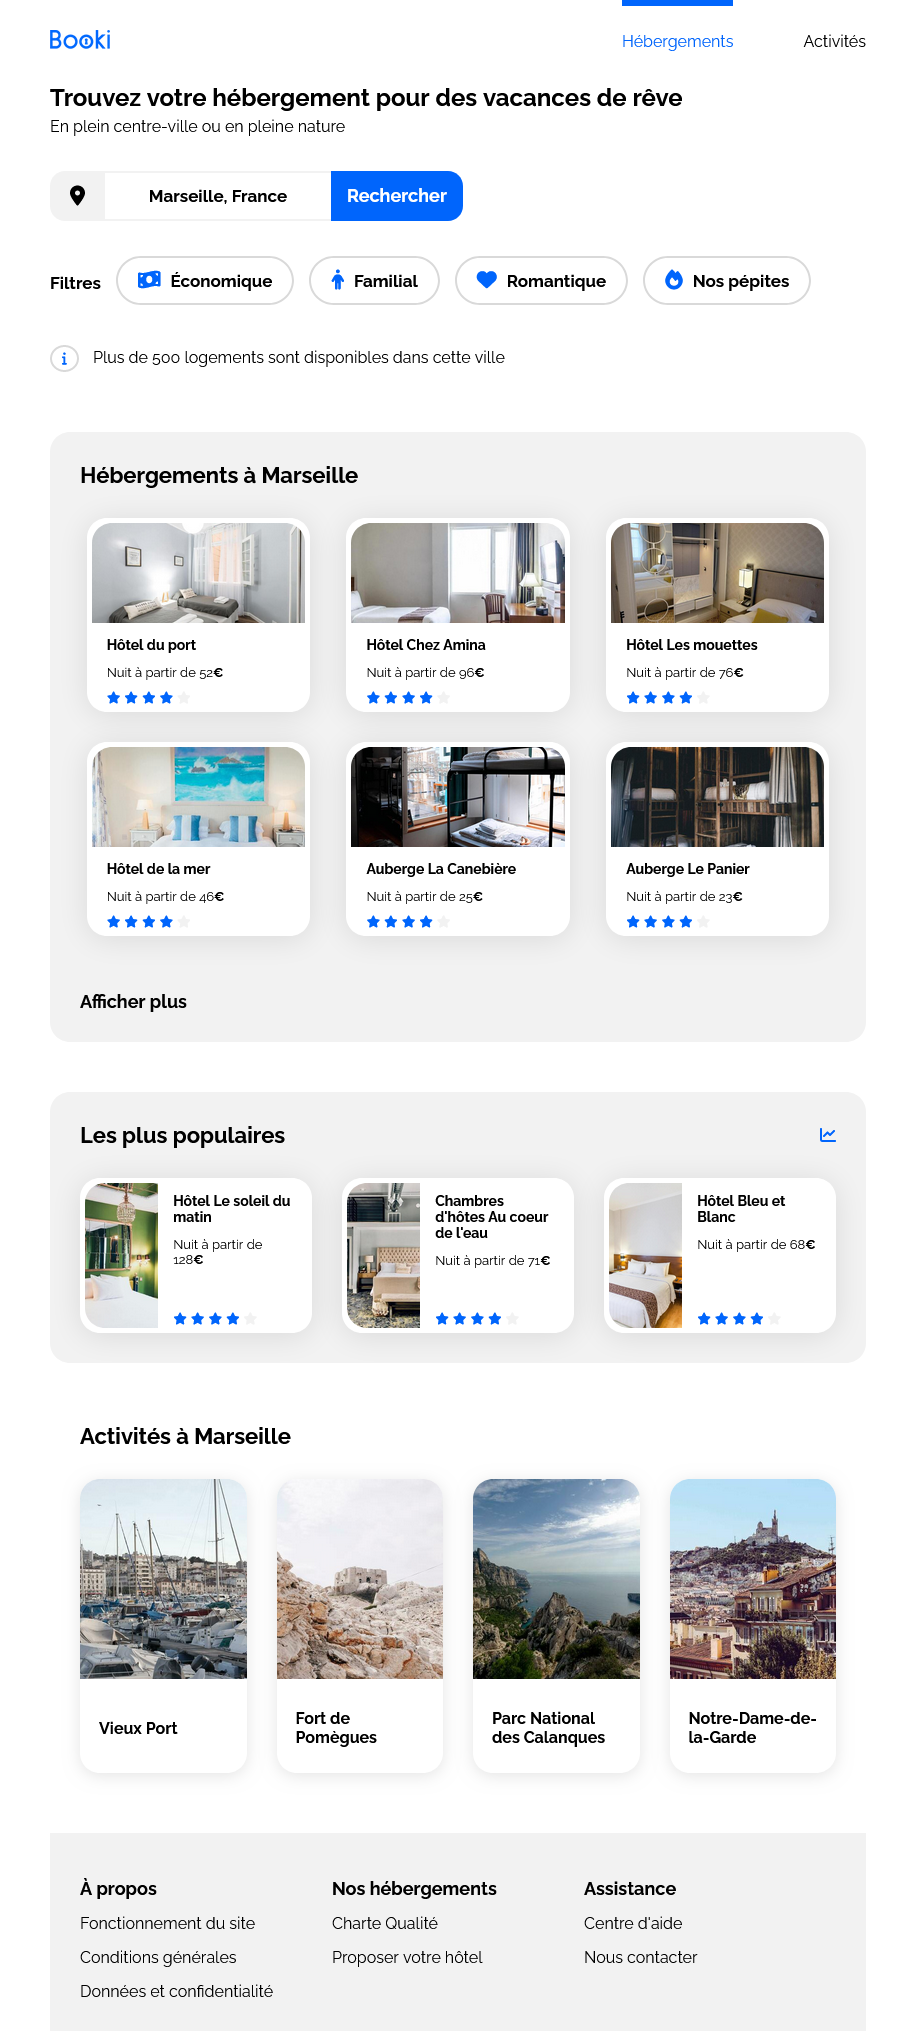 Booki
Hébergements
Activités
Trouvez votre hébergement pour des vacances de rêve
En plein centre-ville ou en pleine nature
Marseille, France
Rechercher
Filtres
Économique
Familial
Romantique
Nos pépites
Plus de 500 logements sont disponibles dans cette ville
Hébergements à Marseille
Hôtel du port
Nuit à partir de 52€
Hôtel Chez Amina
Nuit à partir de 96€
Hôtel Les mouettes
Nuit à partir de 76€
Hôtel de la mer
Nuit à partir de 46€
Auberge La Canebière
Nuit à partir de 25€
Auberge Le Panier
Nuit à partir de 23€
Afficher plus
Les plus populaires
Hôtel Le soleil du
matin
Nuit à partir de
128€
Chambres
d'hôtes Au coeur
de l'eau
Nuit à partir de 71€
Hôtel Bleu et
Blanc
Nuit à partir de 68€
Activités à Marseille
Vieux Port
Fort de
Pomègues
Parc National
des Calanques
Notre-Dame-de-
la-Garde
À propos
Fonctionnement du site
Conditions générales
Données et confidentialité
Nos hébergements
Charte Qualité
Proposer votre hôtel
Assistance
Centre d'aide
Nous contacter